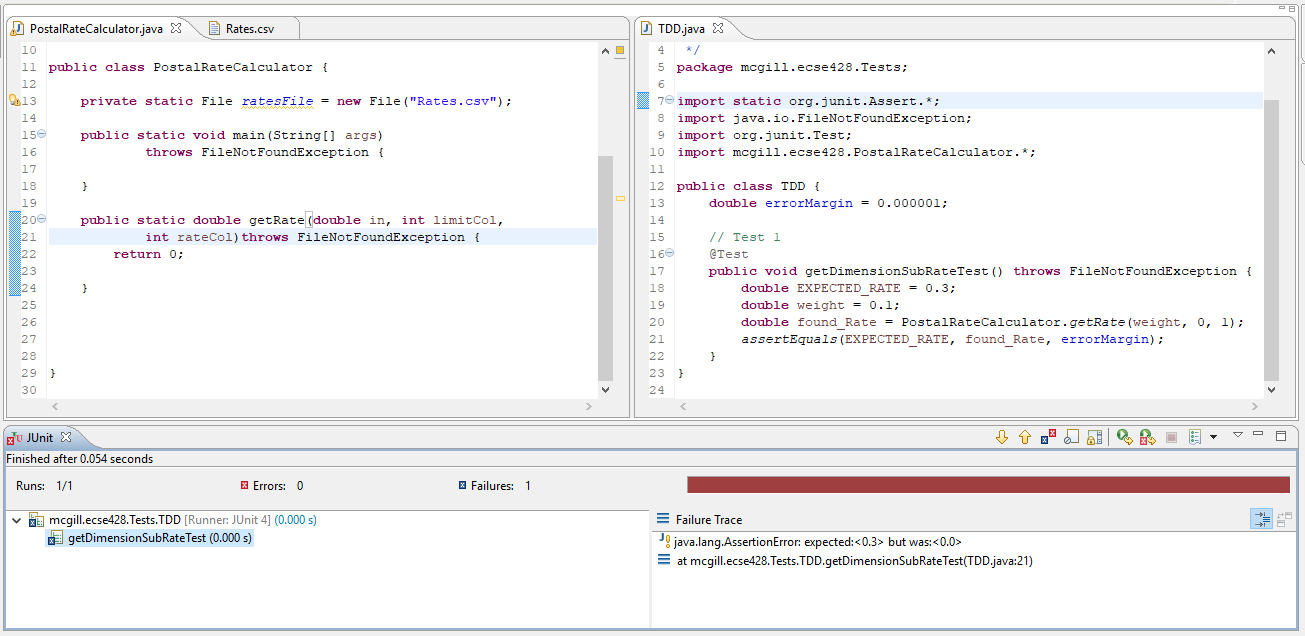 PostalRateCalculator.java Rates.csv
10
11 public class PostalRateCalculator {
12
13 private static File ratesFile = new File("Rates.csv");
14
15 public static void main(String[] args)
16 throws FileNotFoundException {
17
18 }
19
20 public static double getRate(double in, int limitCol,
21 int rateCol)throws FileNotFoundException {
22 return 0;
23
24 }
25
26
27
28
29 }
30
TDD.java
4 */
5 package mcgill.ecse428.Tests;
6
7 import static org.junit.Assert.*;
8 import java.io.FileNotFoundException;
9 import org.junit.Test;
10 import mcgill.ecse428.PostalRateCalculator.*;
11
12 public class TDD {
13 double errorMargin = 0.000001;
14
15 // Test 1
16 @Test
17 public void getDimensionSubRateTest() throws FileNotFoundException {
18 double EXPECTED_RATE = 0.3;
19 double weight = 0.1;
20 double found_Rate = PostalRateCalculator.getRate(weight, 0, 1);
21 assertEquals(EXPECTED_RATE, found_Rate, errorMargin);
22 }
23 }
24
JUnit
Finished after 0.054 seconds
Runs: 1/1 Errors: 0 Failures: 1
mcgill.ecse428.Tests.TDD [Runner: JUnit 4] (0.000 s)
getDimensionSubRateTest (0.000 s)
Failure Trace
java.lang.AssertionError: expected:<0.3> but was:<0.0>
at mcgill.ecse428.Tests.TDD.getDimensionSubRateTest(TDD.java:21)